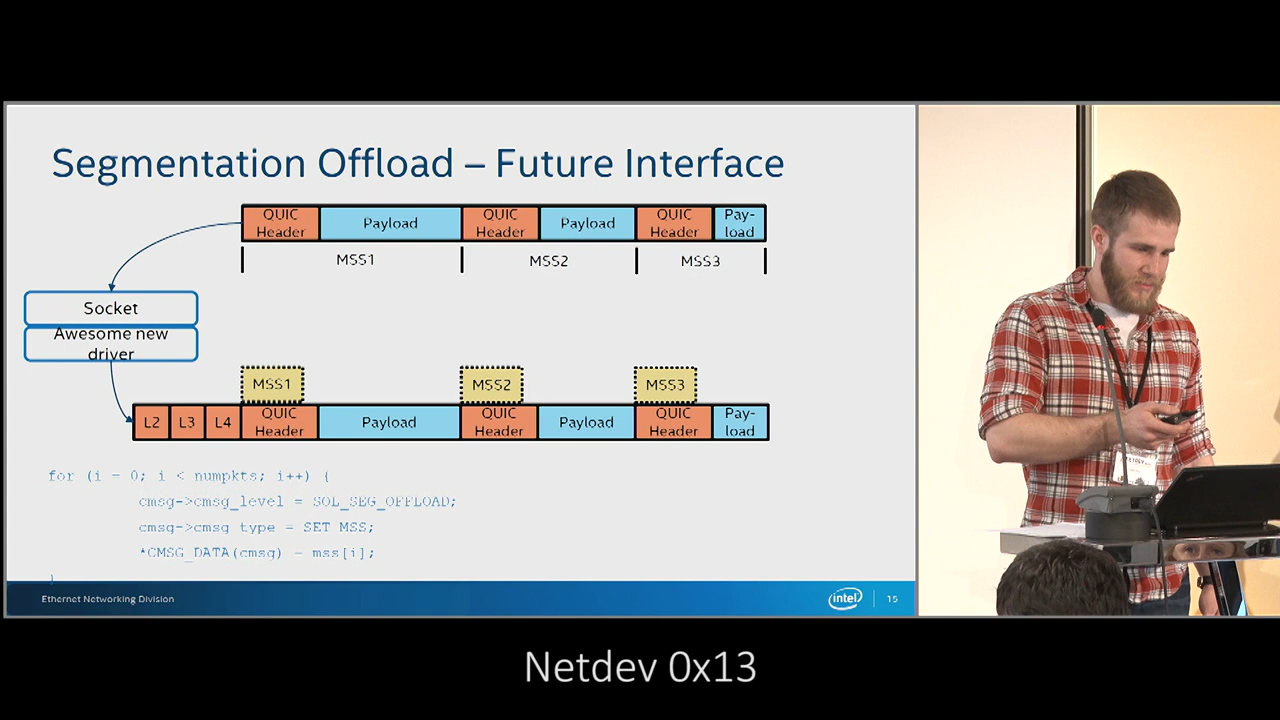 Segmentation Offload – Future Interface
QUIC Header Payload QUIC Header Payload QUIC Header Pay-load
MSS1 MSS2 MSS3
Socket
Awesome new
driver
MSS1 MSS2 MSS3
L2 L3 L4 QUIC Header Payload QUIC Header Payload QUIC Header Pay-load
for (i = 0; i < numpkts; i++) {
cmsg->cmsg_level = SOL_SEG_OFFLOAD;
cmsg->cmsg type = SET MSS;
*CMSG_DATA(cmsg) = mss[i];
}
Ethernet Networking Division
intel
15
Netdev 0x13